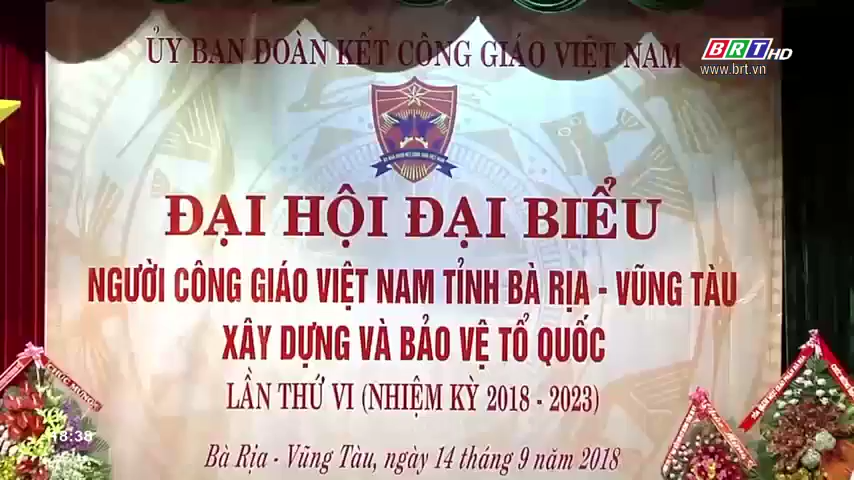 ỦY BAN ĐOÀN KẾT CÔNG GIÁO VIỆT NAM
BRT HD
www.brt.vn
ĐẠI HỘI ĐẠI BIỂU
NGƯỜI CÔNG GIÁO VIỆT NAM TỈNH BÀ RỊA - VŨNG TÀU
XÂY DỰNG VÀ BẢO VỆ TỔ QUỐC
LẦN THỨ VI (NHIỆM KỲ 2018 - 2023)
Bà Rịa - Vũng Tàu, ngày 14 tháng 9 năm 2018
CHÚC MỪNG
18:38